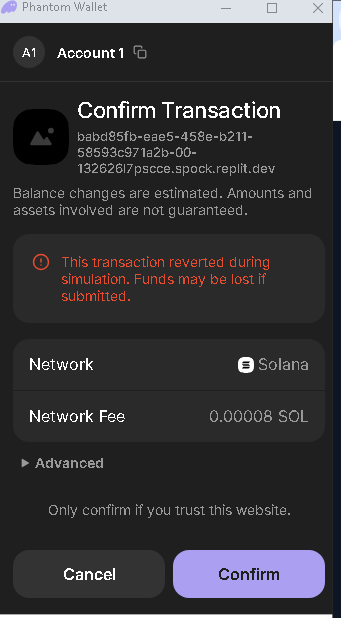 Phantom Wallet
A1 Account 1
Confirm Transaction
babd85fb-eae5-458e-b211-
58593c971a2b-00-
132626l7pscce.spock.replit.dev
Balance changes are estimated. Amounts and
assets involved are not guaranteed.
This transaction reverted during
simulation. Funds may be lost if
submitted.
Network Solana
Network Fee 0.00008 SOL
Advanced
Only confirm if you trust this website.
Cancel Confirm